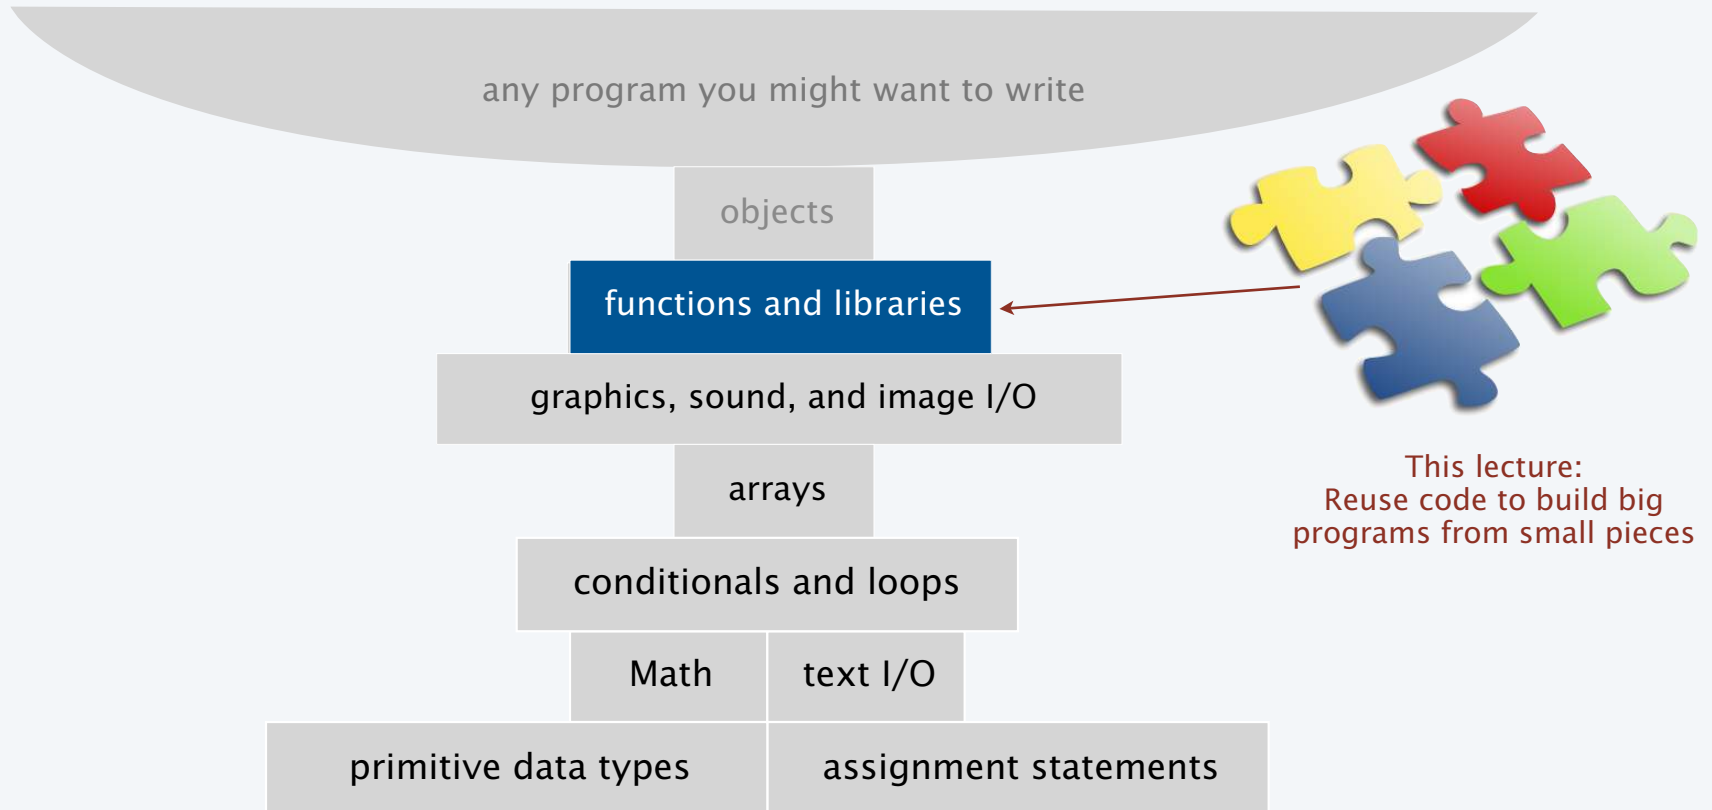 any program you might want to write
objects
functions and libraries
graphics, sound, and image I/O
arrays
conditionals and loops
Math
text I/O
primitive data types
assignment statements
This lecture:
Reuse code to build big
programs from small pieces